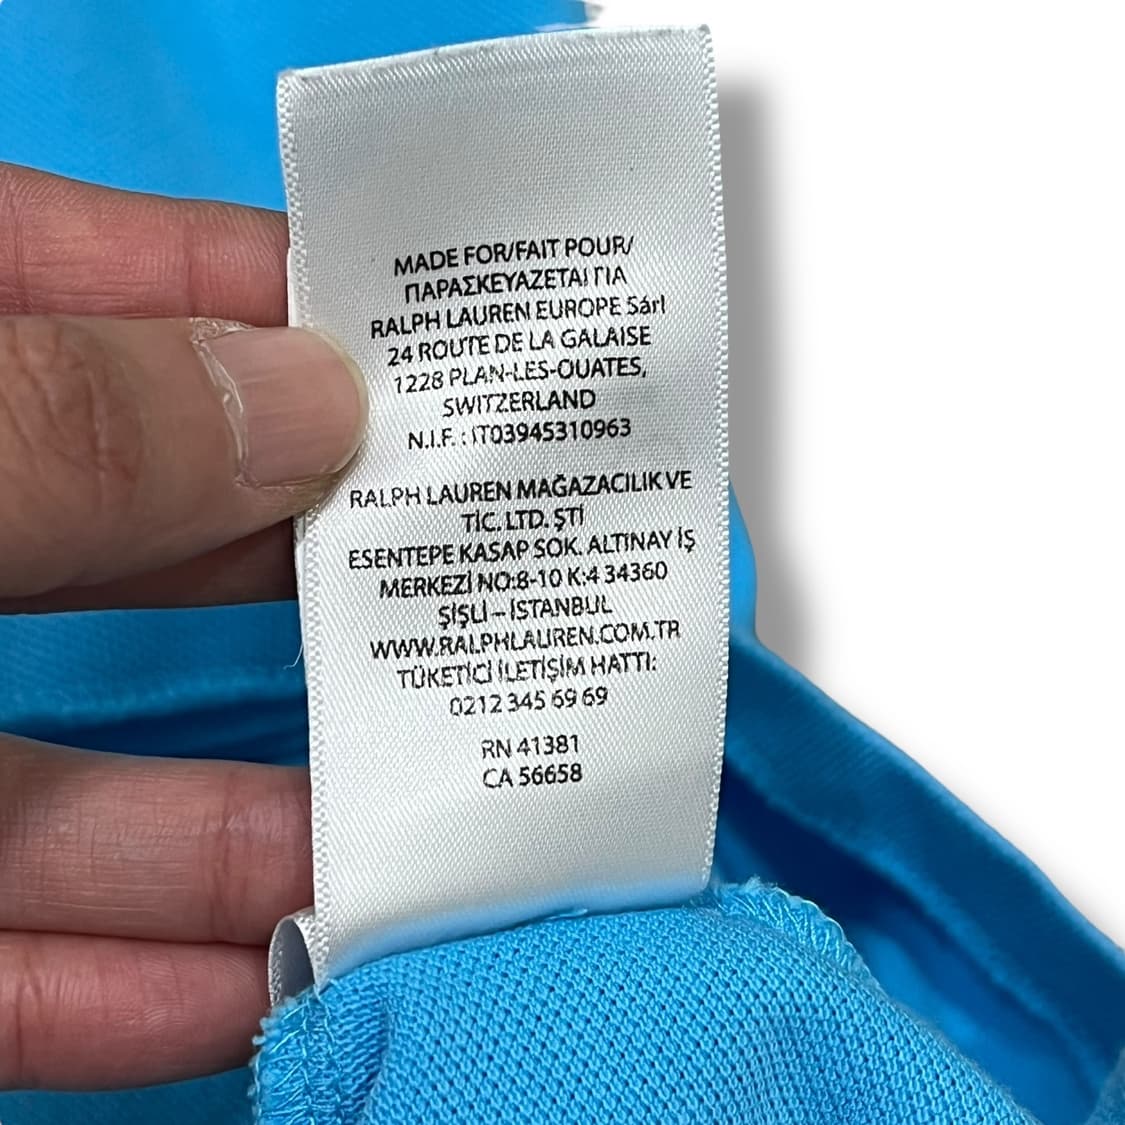 MADE FOR/FAIT POUR/
ΠΑΡΑΣΚΕΥΑΖΕΤΑΙ ΓΙΑ
RALPH LAUREN EUROPE Sárl
24 ROUTE DE LA GALAISE
1228 PLAN-LES-OUATES,
SWITZERLAND
N.I.F. : IT03945310963
RALPH LAUREN MAĞAZACILIK VE
TİC. LTD. ŞTİ
ESENTEPE KASAP SOK. ALTINAY İŞ
MERKEZİ NO:8-10 K:4 34360
ŞİŞLİ – İSTANBUL
WWW.RALPHLAUREN.COM.TR
TÜKETİCİ İLETİŞİM HATTI:
0212 345 69 69
RN 41381
CA 56658